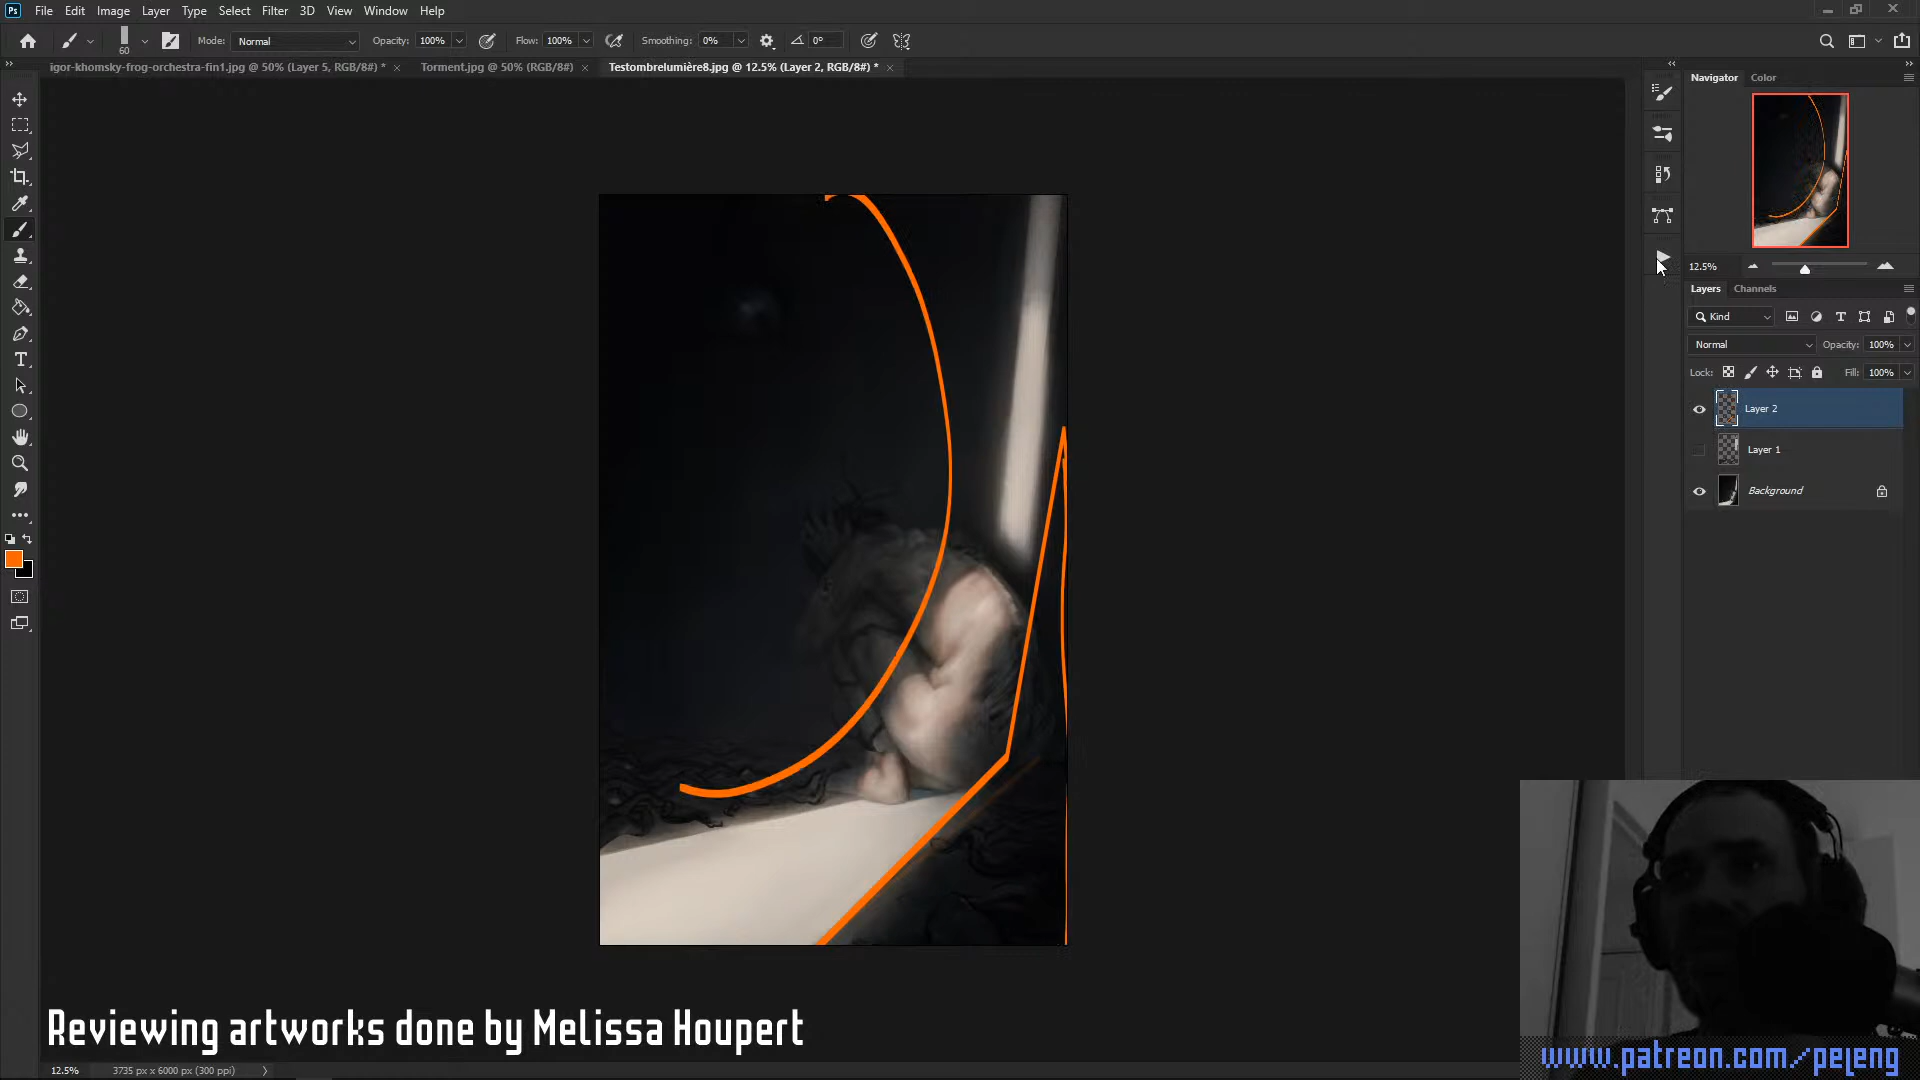 Ps File Edit Image Layer Type Select Filter 3D View Window Help
60 Mode: Normal Opacity: 100% Flow: 100% Smoothing: 0% 0°
igor-khomsky-frog-orchestra-fin1.jpg @ 50% (Layer 5, RGB/8#) * Torment.jpg @ 50% (RGB/8#) Testombrelumière8.jpg @ 12.5% (Layer 2, RGB/8#) *
Navigator Color
12.5%
Layers Channels
Kind
Normal Opacity: 100%
Lock: Fill: 100%
Layer 2
Layer 1
Background
Reviewing artworks done by Melissa Houpert
www.patreon.com/peleng
12.5% 3735 px x 6000 px (300 ppi)